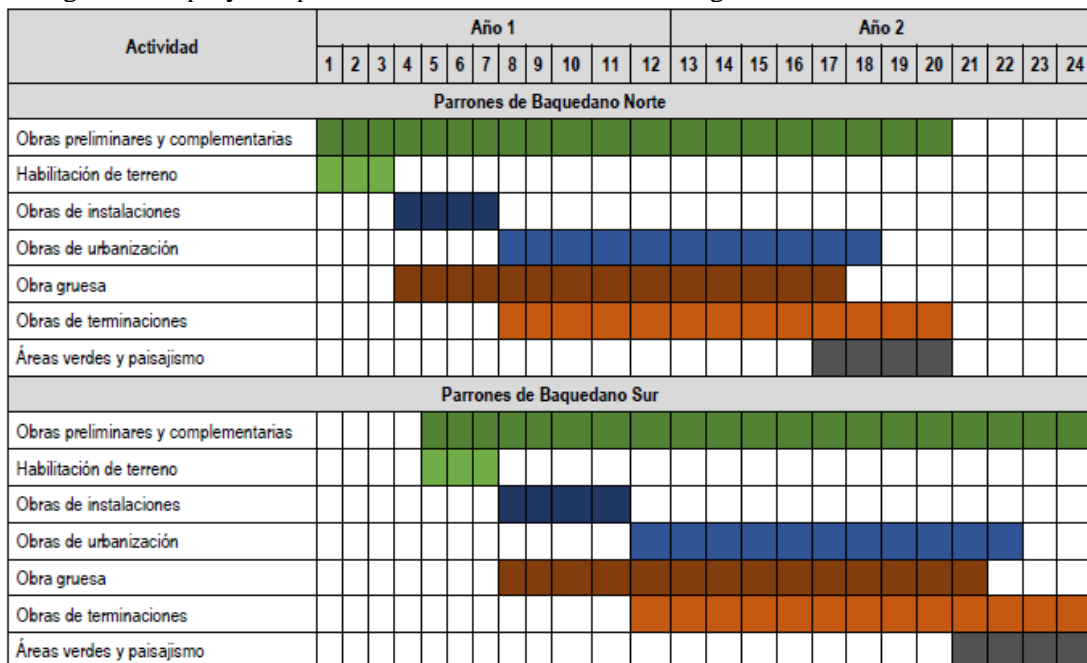 Año 1 Año 2
Actividad
1 2 3 4 5 6 7 8 9 10 11 12 13 14 15 16 17 18 19 20 21 22 23 24
Parrones de Baquedano Norte
Obras preliminares y complementarias
Habilitación de terreno
Obras de instalaciones
Obras de urbanización
Obra gruesa
Obras de terminaciones
Áreas verdes y paisajismo
Parrones de Baquedano Sur
Obras preliminares y complementarias
Habilitación de terreno
Obras de instalaciones
Obras de urbanización
Obra gruesa
Obras de terminaciones
Áreas verdes y paisajismo